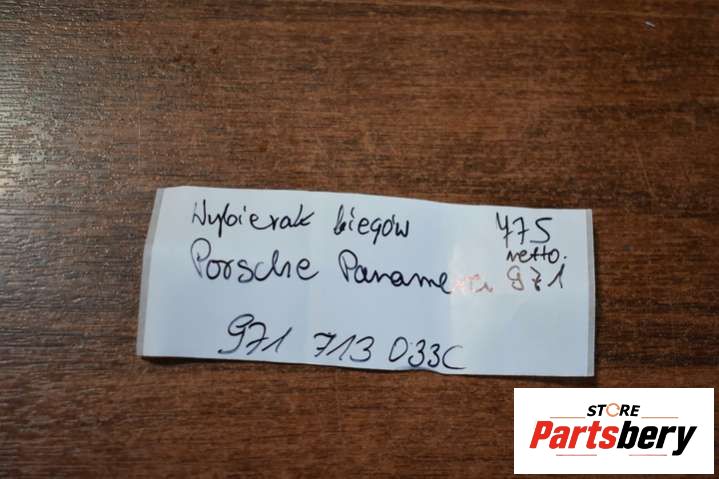 Wybierak biegów 475
netto.
Porsche Panamera 971
971 713 033C
STORE
Partsbery